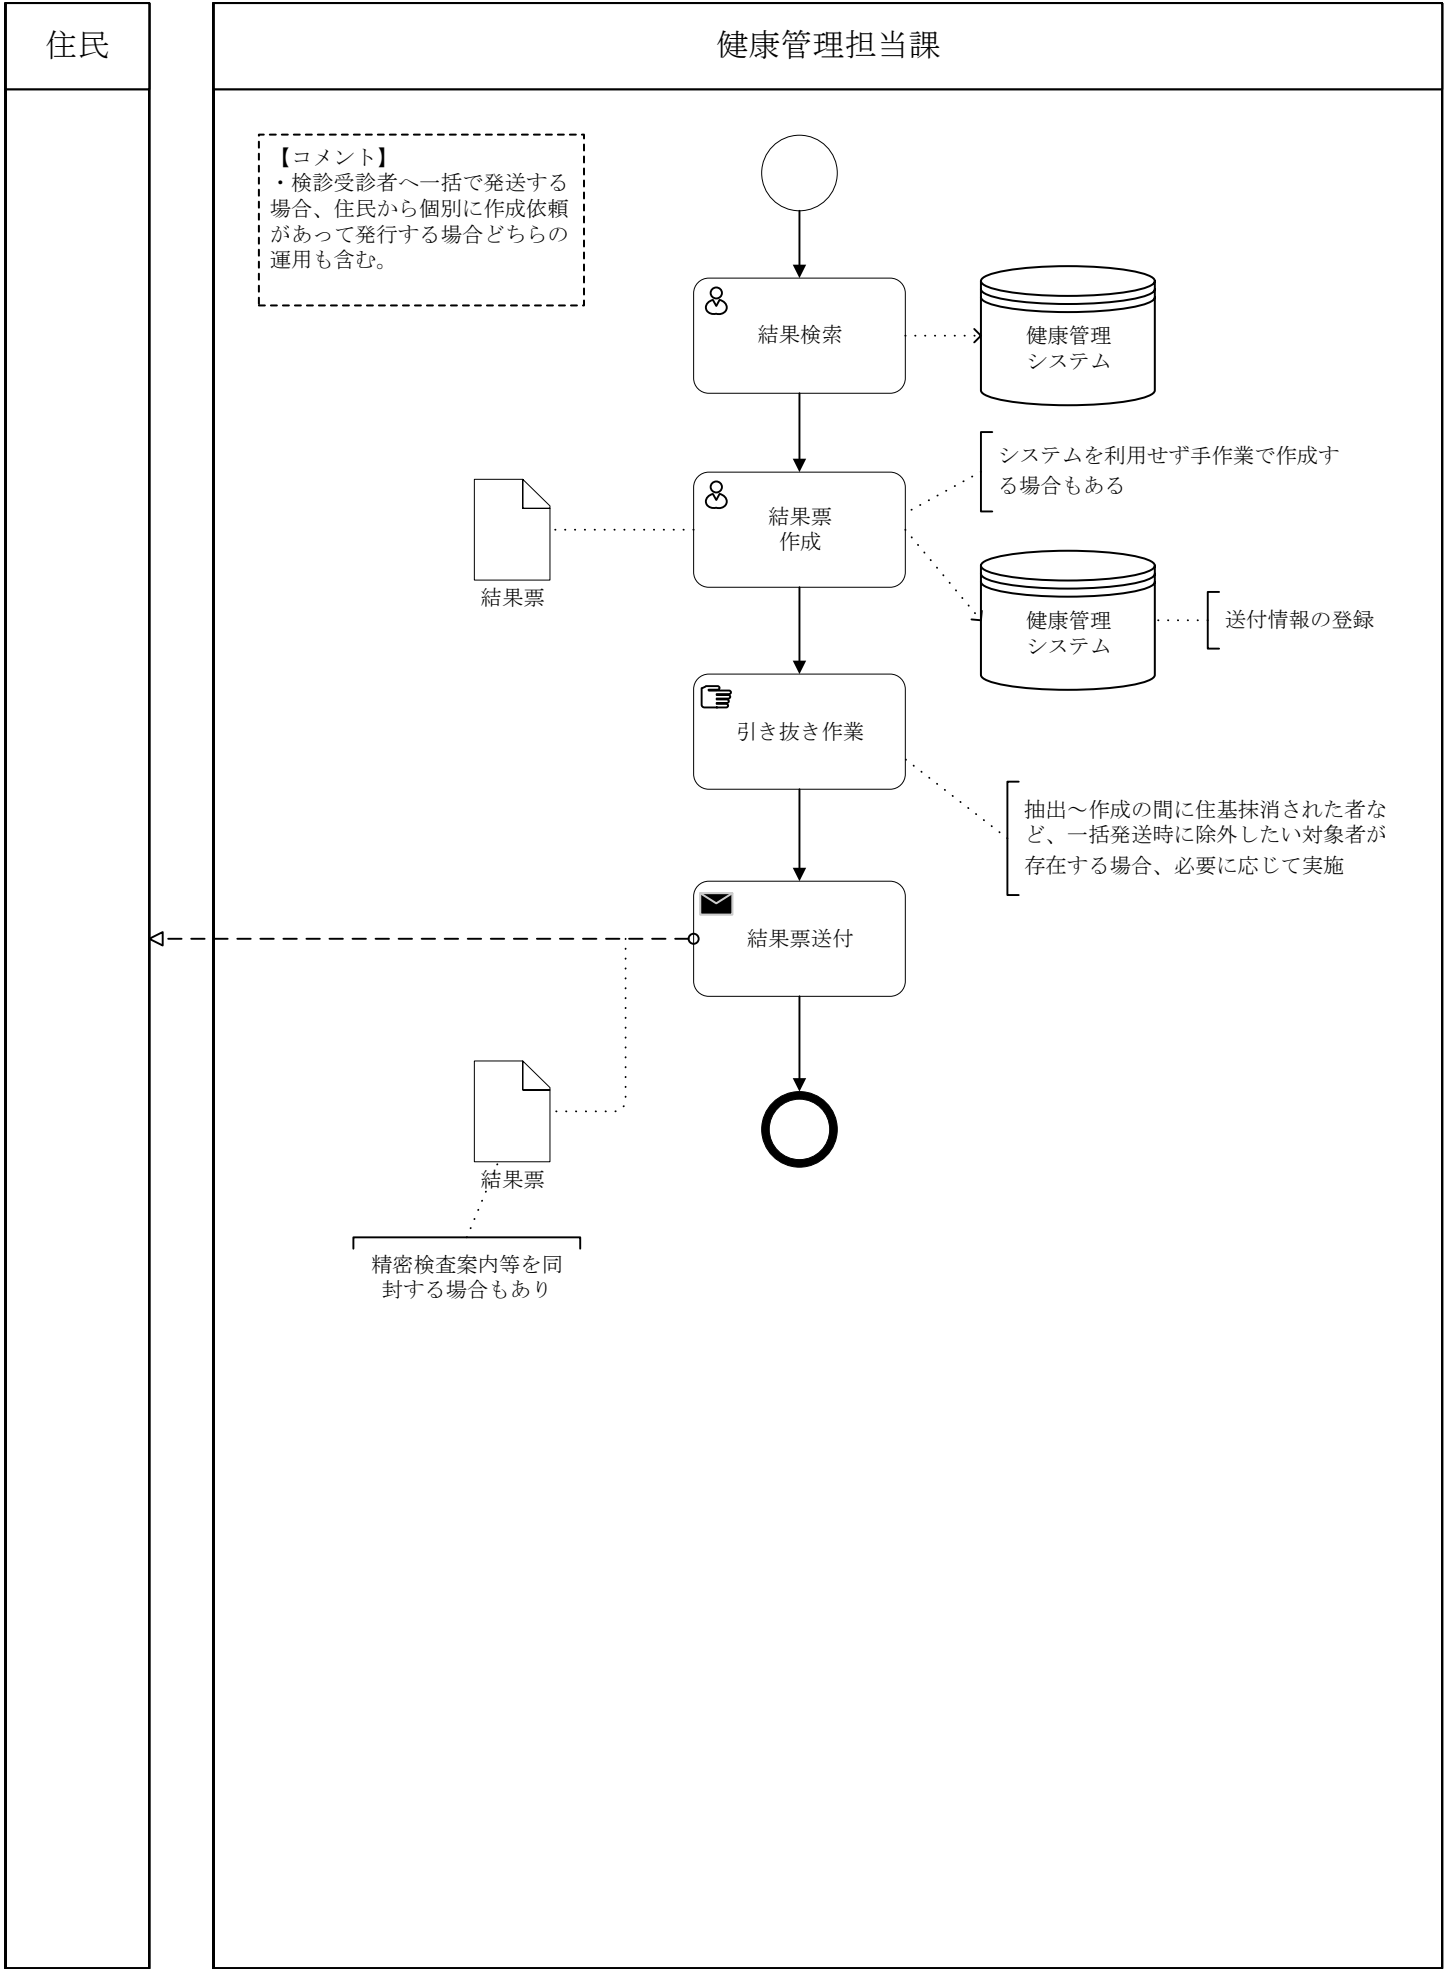 住民
健康管理担当課
【コメント】
・検診受診者へ一括で発送する
場合、住民から個別に作成依頼
があって発行する場合どちらの
運用も含む。
結果検索
健康管理
システム
システムを利用せず手作業で作成す
る場合もある
結果票
作成
結果票
健康管理
システム
送付情報の登録
引き抜き作業
抽出～作成の間に住基抹消された者な
ど、一括発送時に除外したい対象者が
存在する場合、必要に応じて実施
結果票送付
結果票
精密検査案内等を同
封する場合もあり